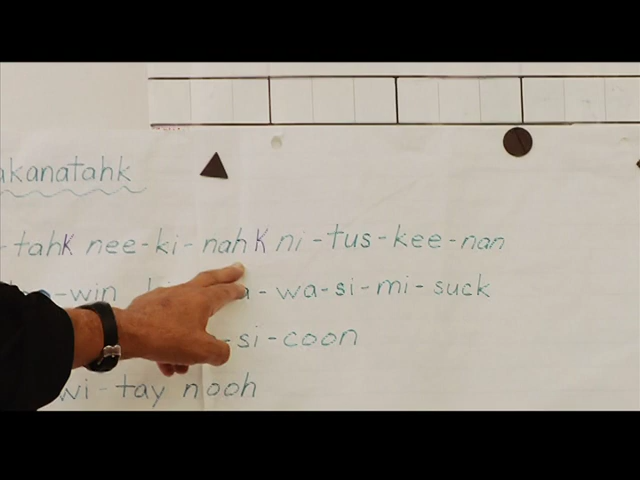 akanatahk
-tahK nee-ki-nahK ni-tus-kee-nan
-win a-wa-si-mi-suck
-si-coon
wi-tay nooh